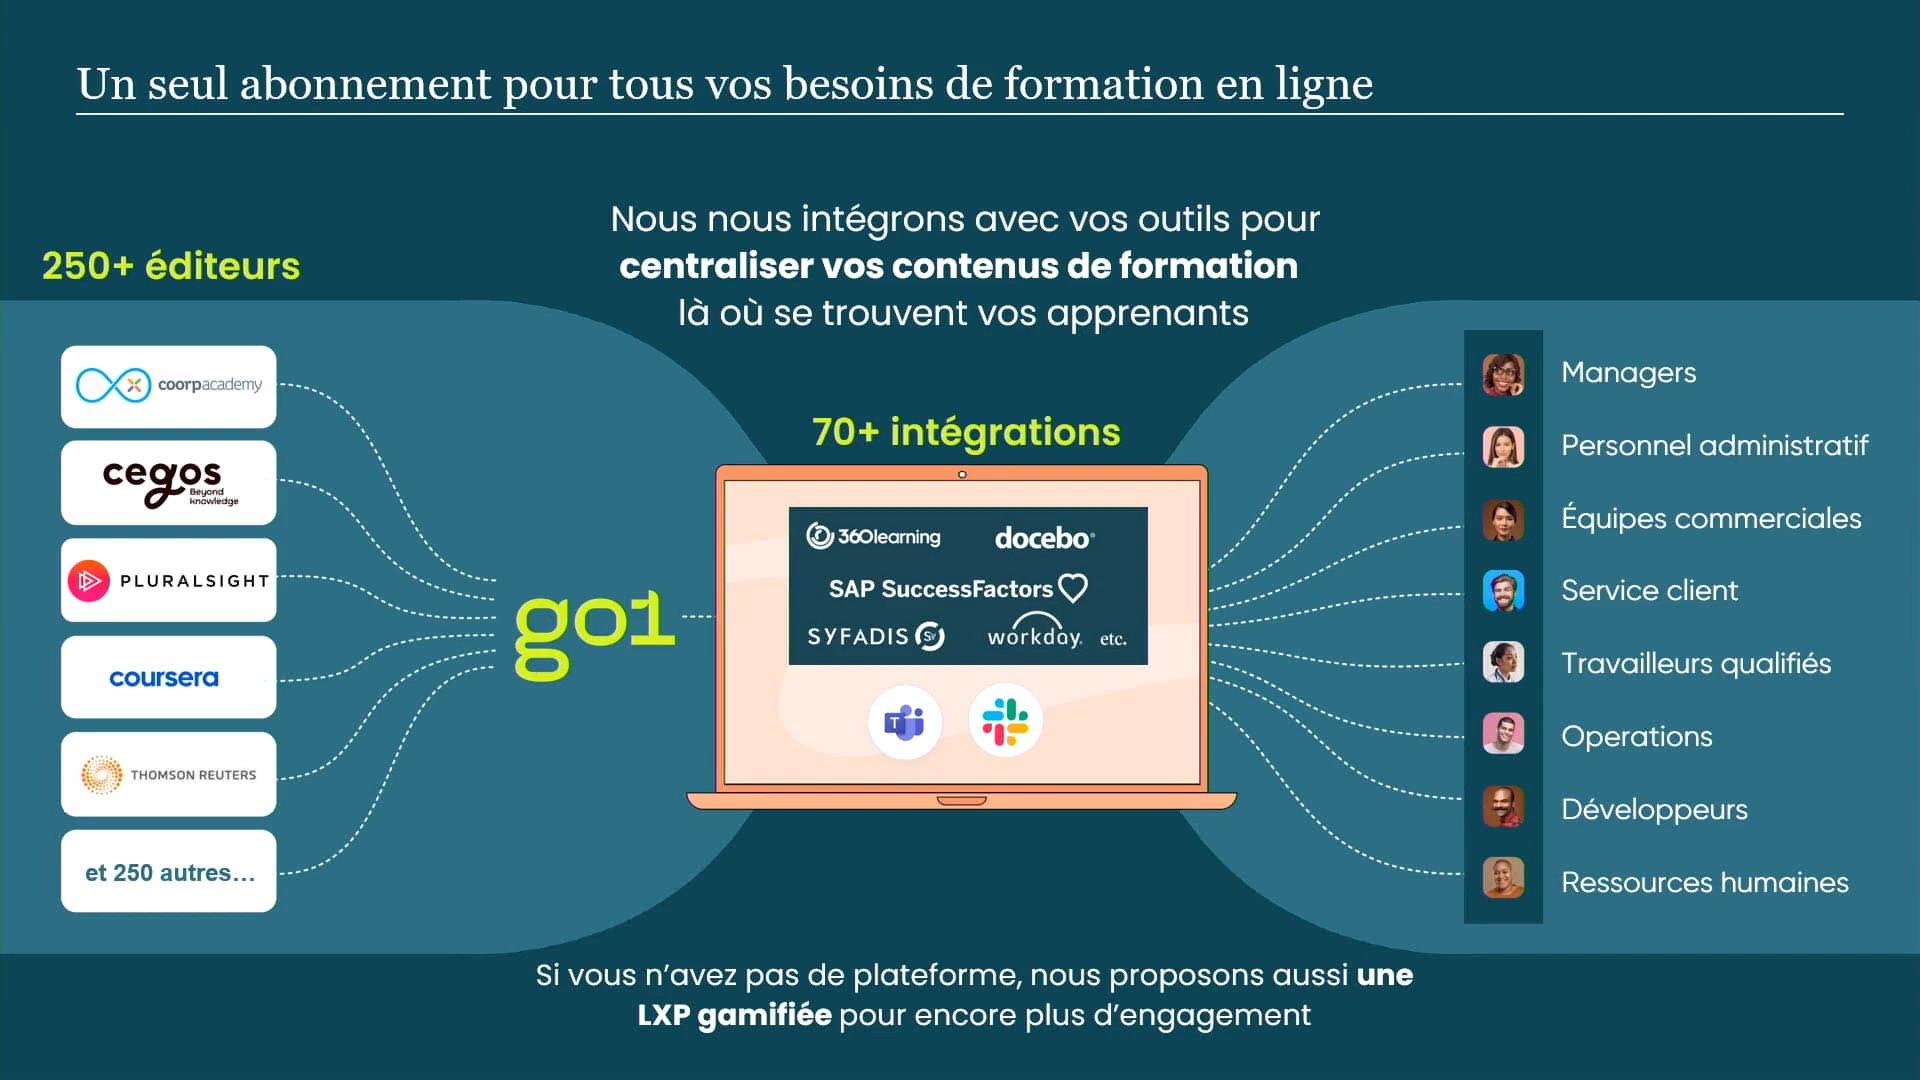 Un seul abonnement pour tous vos besoins de formation en ligne
Nous nous intégrons avec vos outils pour
centraliser vos contenus de formation
là où se trouvent vos apprenants
250+ éditeurs
coorpacademy
cegos
Beyond
knowledge
PLURALSIGHT
coursera
THOMSON REUTERS
et 250 autres...
go1
70+ intégrations
360learning
docebo®
SAP SuccessFactors
SYFADIS Sy
workday. etc.
T
Managers
Personnel administratif
Équipes commerciales
Service client
Travailleurs qualifiés
Operations
Développeurs
Ressources humaines
Si vous n’avez pas de plateforme, nous proposons aussi une
LXP gamifiée pour encore plus d’engagement